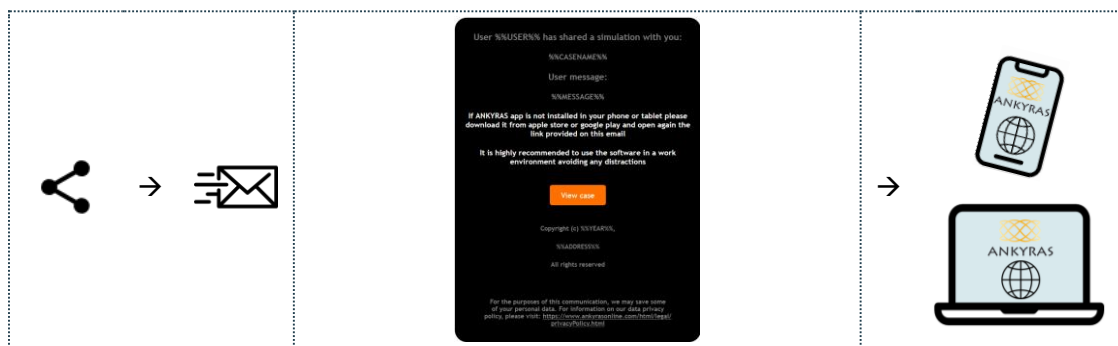 User %%USER%% has shared a simulation with you:
%%CASENAME%%
User message:
%%MESSAGE%%
If ANKYRAS app is not installed in your phone or tablet please
download it from apple store or google play and open again the
link provided on this email
It is highly recommended to use the software in a work
environment avoiding any distractions
View case
Copyright (c) %%YEAR%%,
%%ADDRESS%%
All rights reserved
For the purposes of this communication, we may save some
of your personal data. For information on our data privacy
policy, please visit: https://www.ankyrasonline.com/html/legal/
privacyPolicy.html
ANKYRAS
ANKYRAS